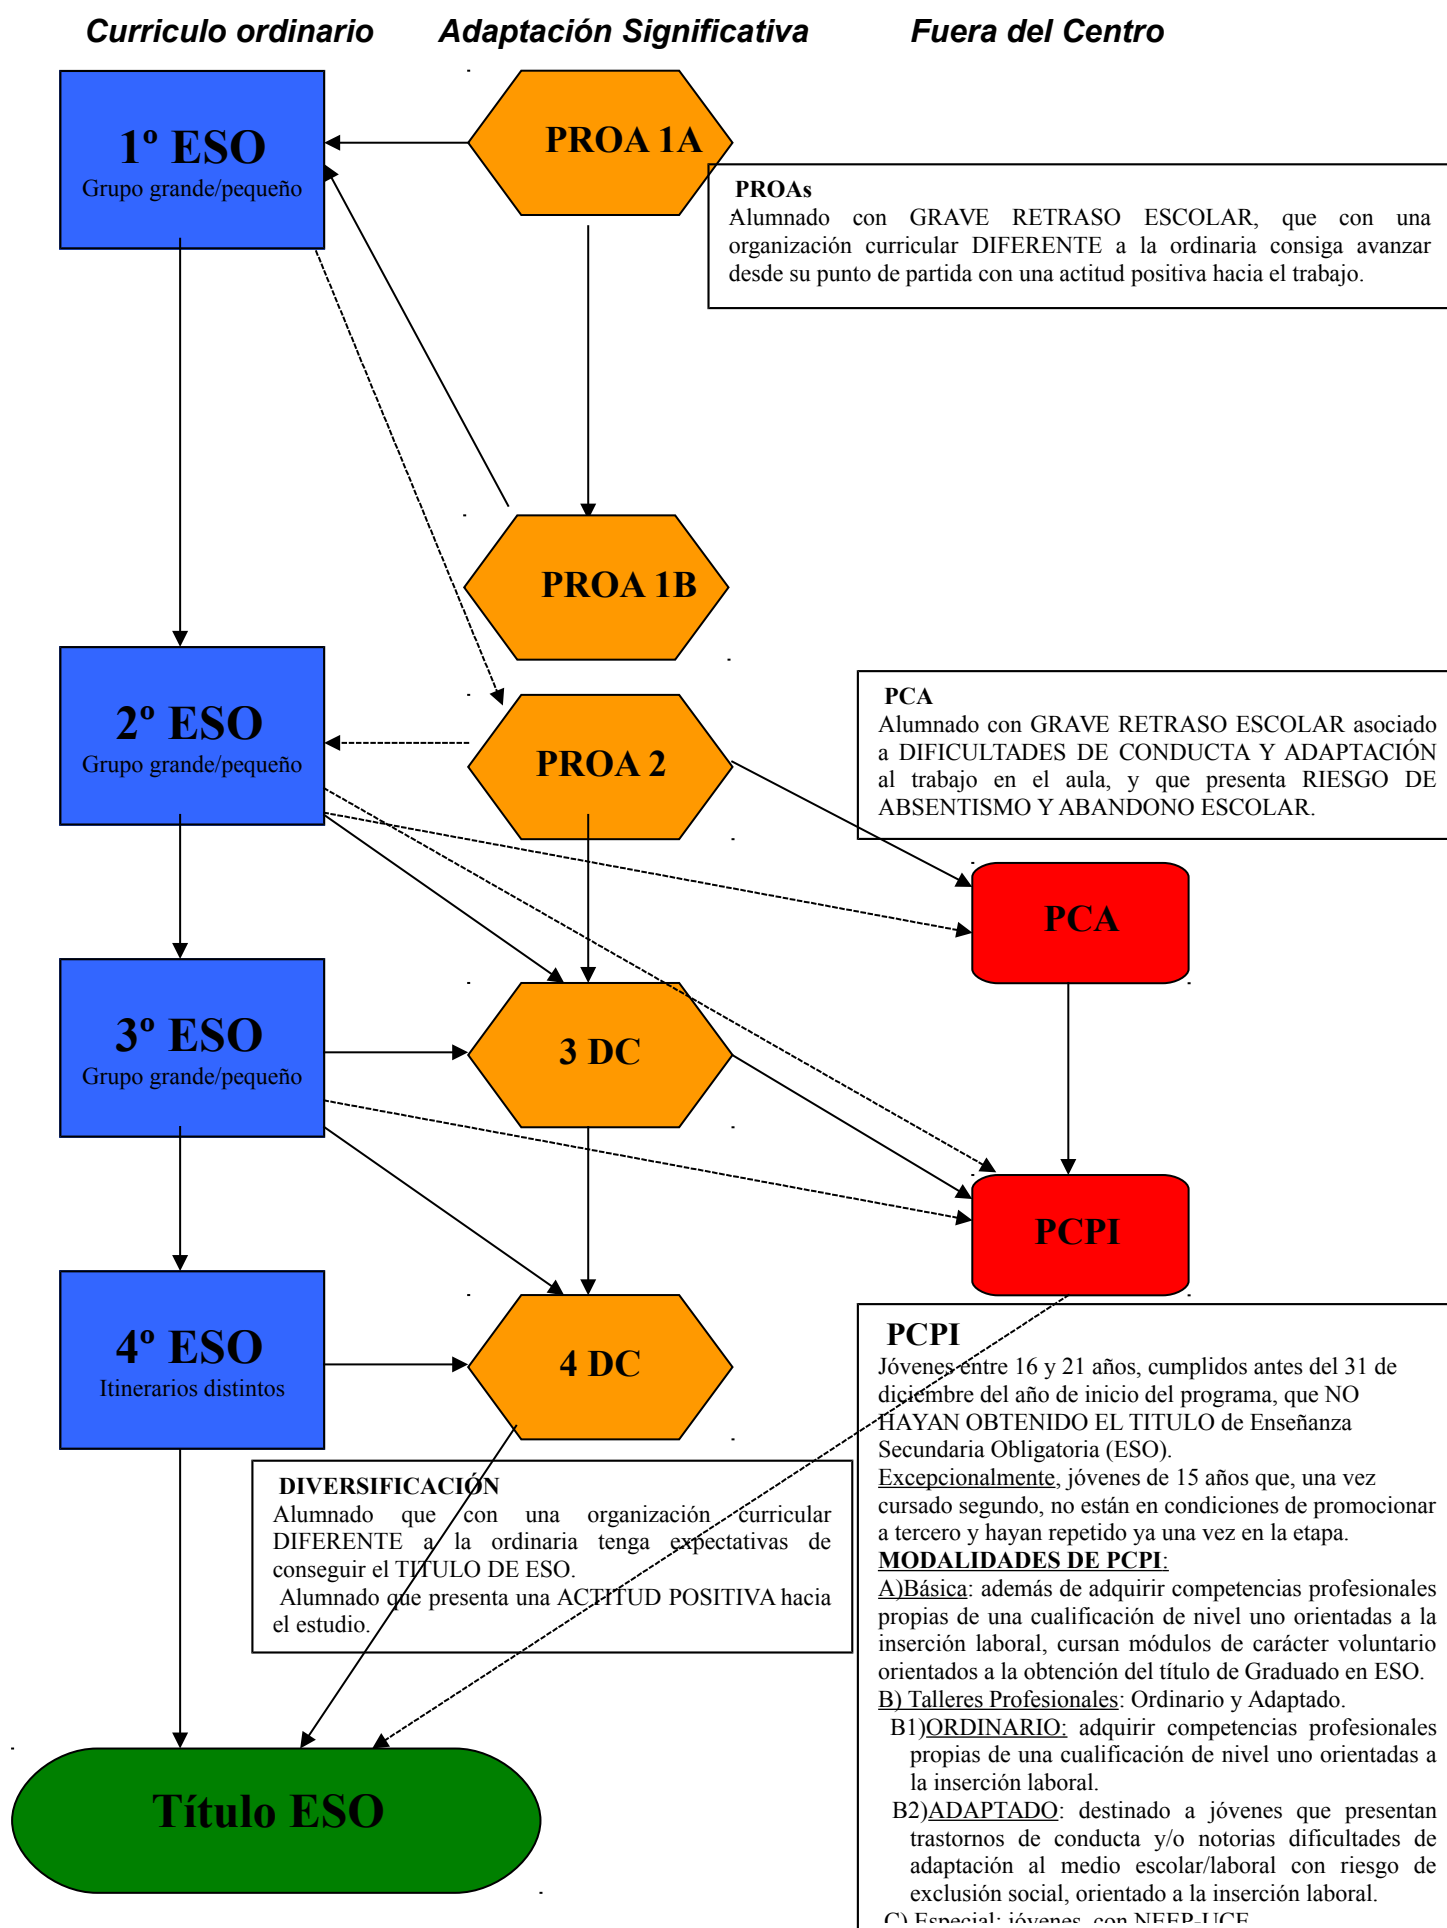 Curriculo ordinario
Adaptación Significativa
Fuera del Centro
1º ESO
Grupo grande/pequeño
PROA 1A
PROAs
Alumnado con GRAVE RETRASO ESCOLAR, que con una
organización curricular DIFERENTE a la ordinaria consiga avanzar
desde su punto de partida con una actitud positiva hacia el trabajo.
PROA 1B
2º ESO
Grupo grande/pequeño
PROA 2
PCA
Alumnado con GRAVE RETRASO ESCOLAR asociado
a DIFICULTADES DE CONDUCTA Y ADAPTACIÓN
al trabajo en el aula, y que presenta RIESGO DE
ABSENTISMO Y ABANDONO ESCOLAR.
PCA
3º ESO
Grupo grande/pequeño
3 DC
PCPI
4º ESO
Itinerarios distintos
4 DC
PCPI
Jóvenes entre 16 y 21 años, cumplidos antes del 31 de
diciembre del año de inicio del programa, que NO
HAYAN OBTENIDO EL TITULO de Enseñanza
Secundaria Obligatoria (ESO).
Excepcionalmente, jóvenes de 15 años que, una vez
cursado segundo, no están en condiciones de promocionar
a tercero y hayan repetido ya una vez en la etapa.
MODALIDADES DE PCPI:
A)Básica: además de adquirir competencias profesionales
propias de una cualificación de nivel uno orientadas a la
inserción laboral, cursan módulos de carácter voluntario
orientados a la obtención del título de Graduado en ESO.
B) Talleres Profesionales: Ordinario y Adaptado.
B1)ORDINARIO: adquirir competencias profesionales
propias de una cualificación de nivel uno orientadas a
la inserción laboral.
B2)ADAPTADO: destinado a jóvenes que presentan
trastornos de conducta y/o notorias dificultades de
adaptación al medio escolar/laboral con riesgo de
exclusión social, orientado a la inserción laboral.
C) Especial: jóvenes con NEEP-UCE
DIVERSIFICACIÓN
Alumnado que con una organización curricular
DIFERENTE a la ordinaria tenga expectativas de
conseguir el TITULO DE ESO.
Alumnado que presenta una ACTITUD POSITIVA hacia
el estudio.
Título ESO